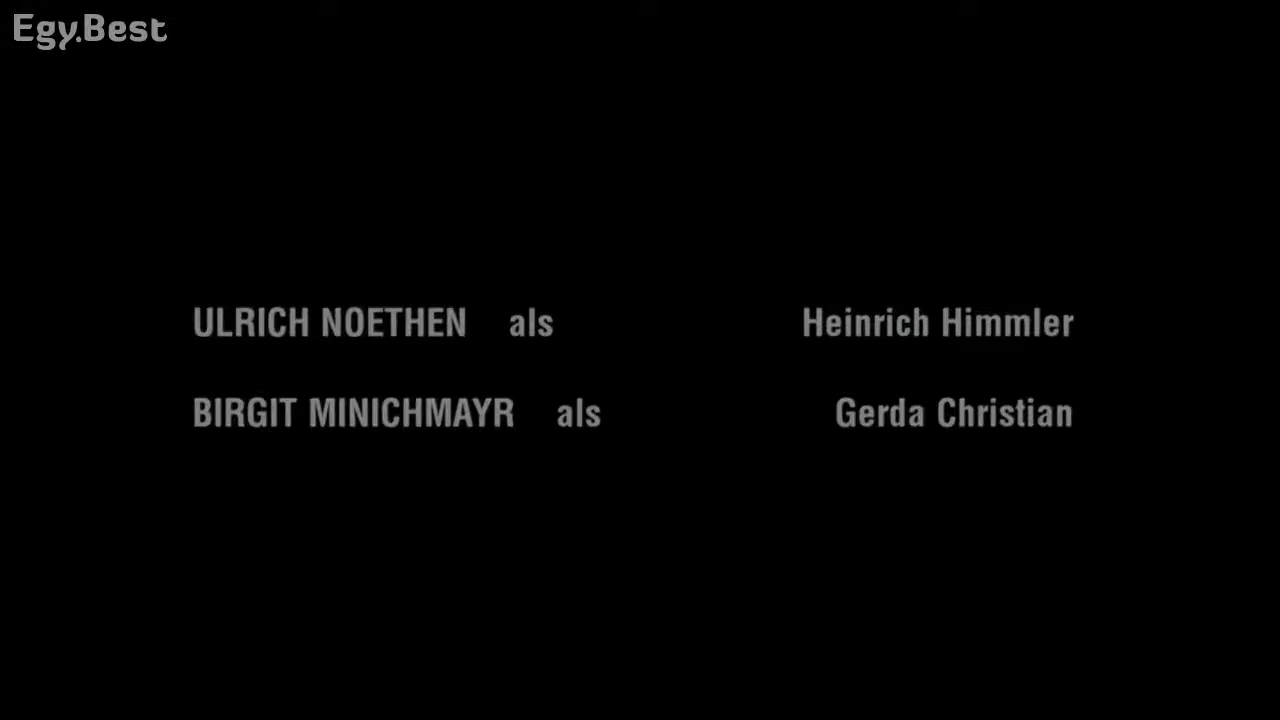 Egy.Best
ULRICH NOETHEN als Heinrich Himmler
BIRGIT MINICHMAYR als Gerda Christian